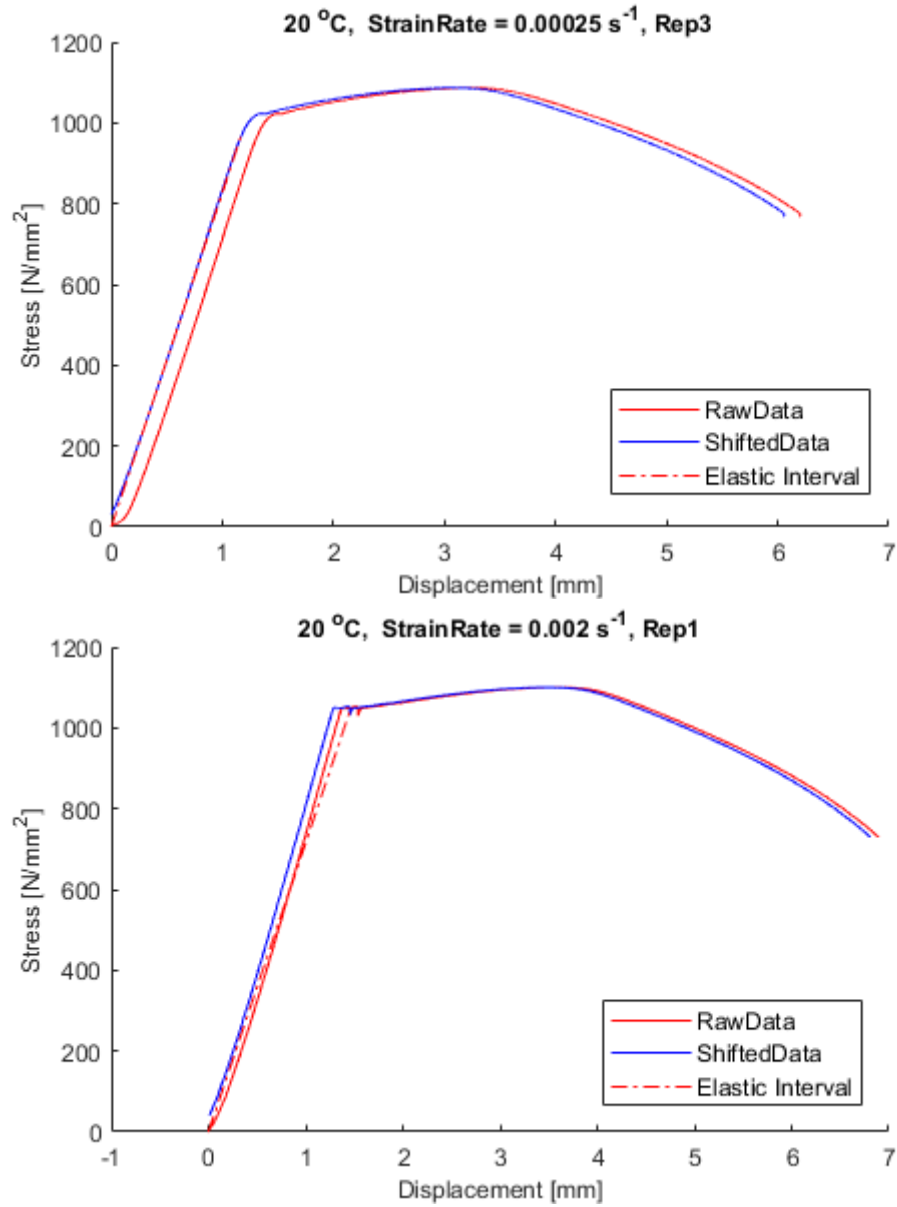 20 °C, StrainRate = 0.00025 s⁻¹, Rep3
1200
1000
800
600
400
200
0
Stress [N/mm²]
RawData
ShiftedData
Elastic Interval
0 1 2 3 4 5 6 7
Displacement [mm]
20 °C, StrainRate = 0.002 s⁻¹, Rep1
1200
1000
800
600
400
200
0
Stress [N/mm²]
RawData
ShiftedData
Elastic Interval
-1 0 1 2 3 4 5 6 7
Displacement [mm]